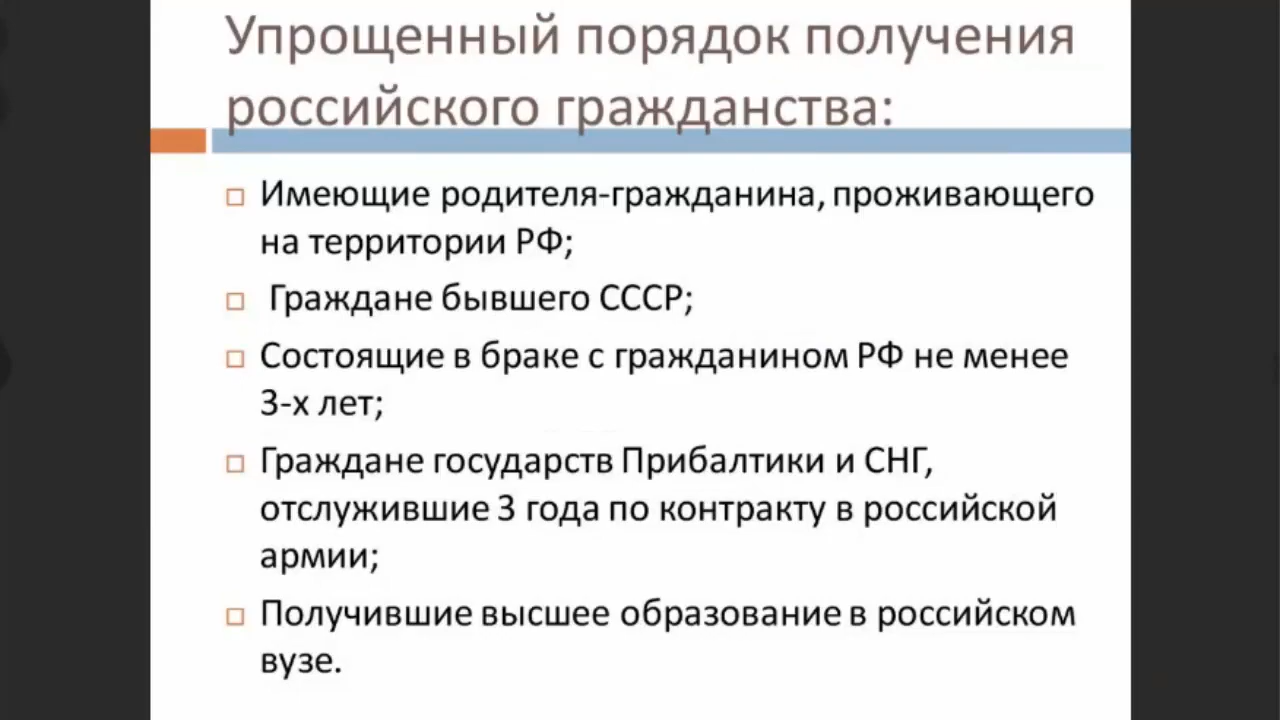 Упрощенный порядок получения
российского гражданства:
Имеющие родителя-гражданина, проживающего
на территории РФ;
Граждане бывшего СССР;
Состоящие в браке с гражданином РФ не менее
3-х лет;
Граждане государств Прибалтики и СНГ,
отслужившие 3 года по контракту в российской
армии;
Получившие высшее образование в российском
вузе.